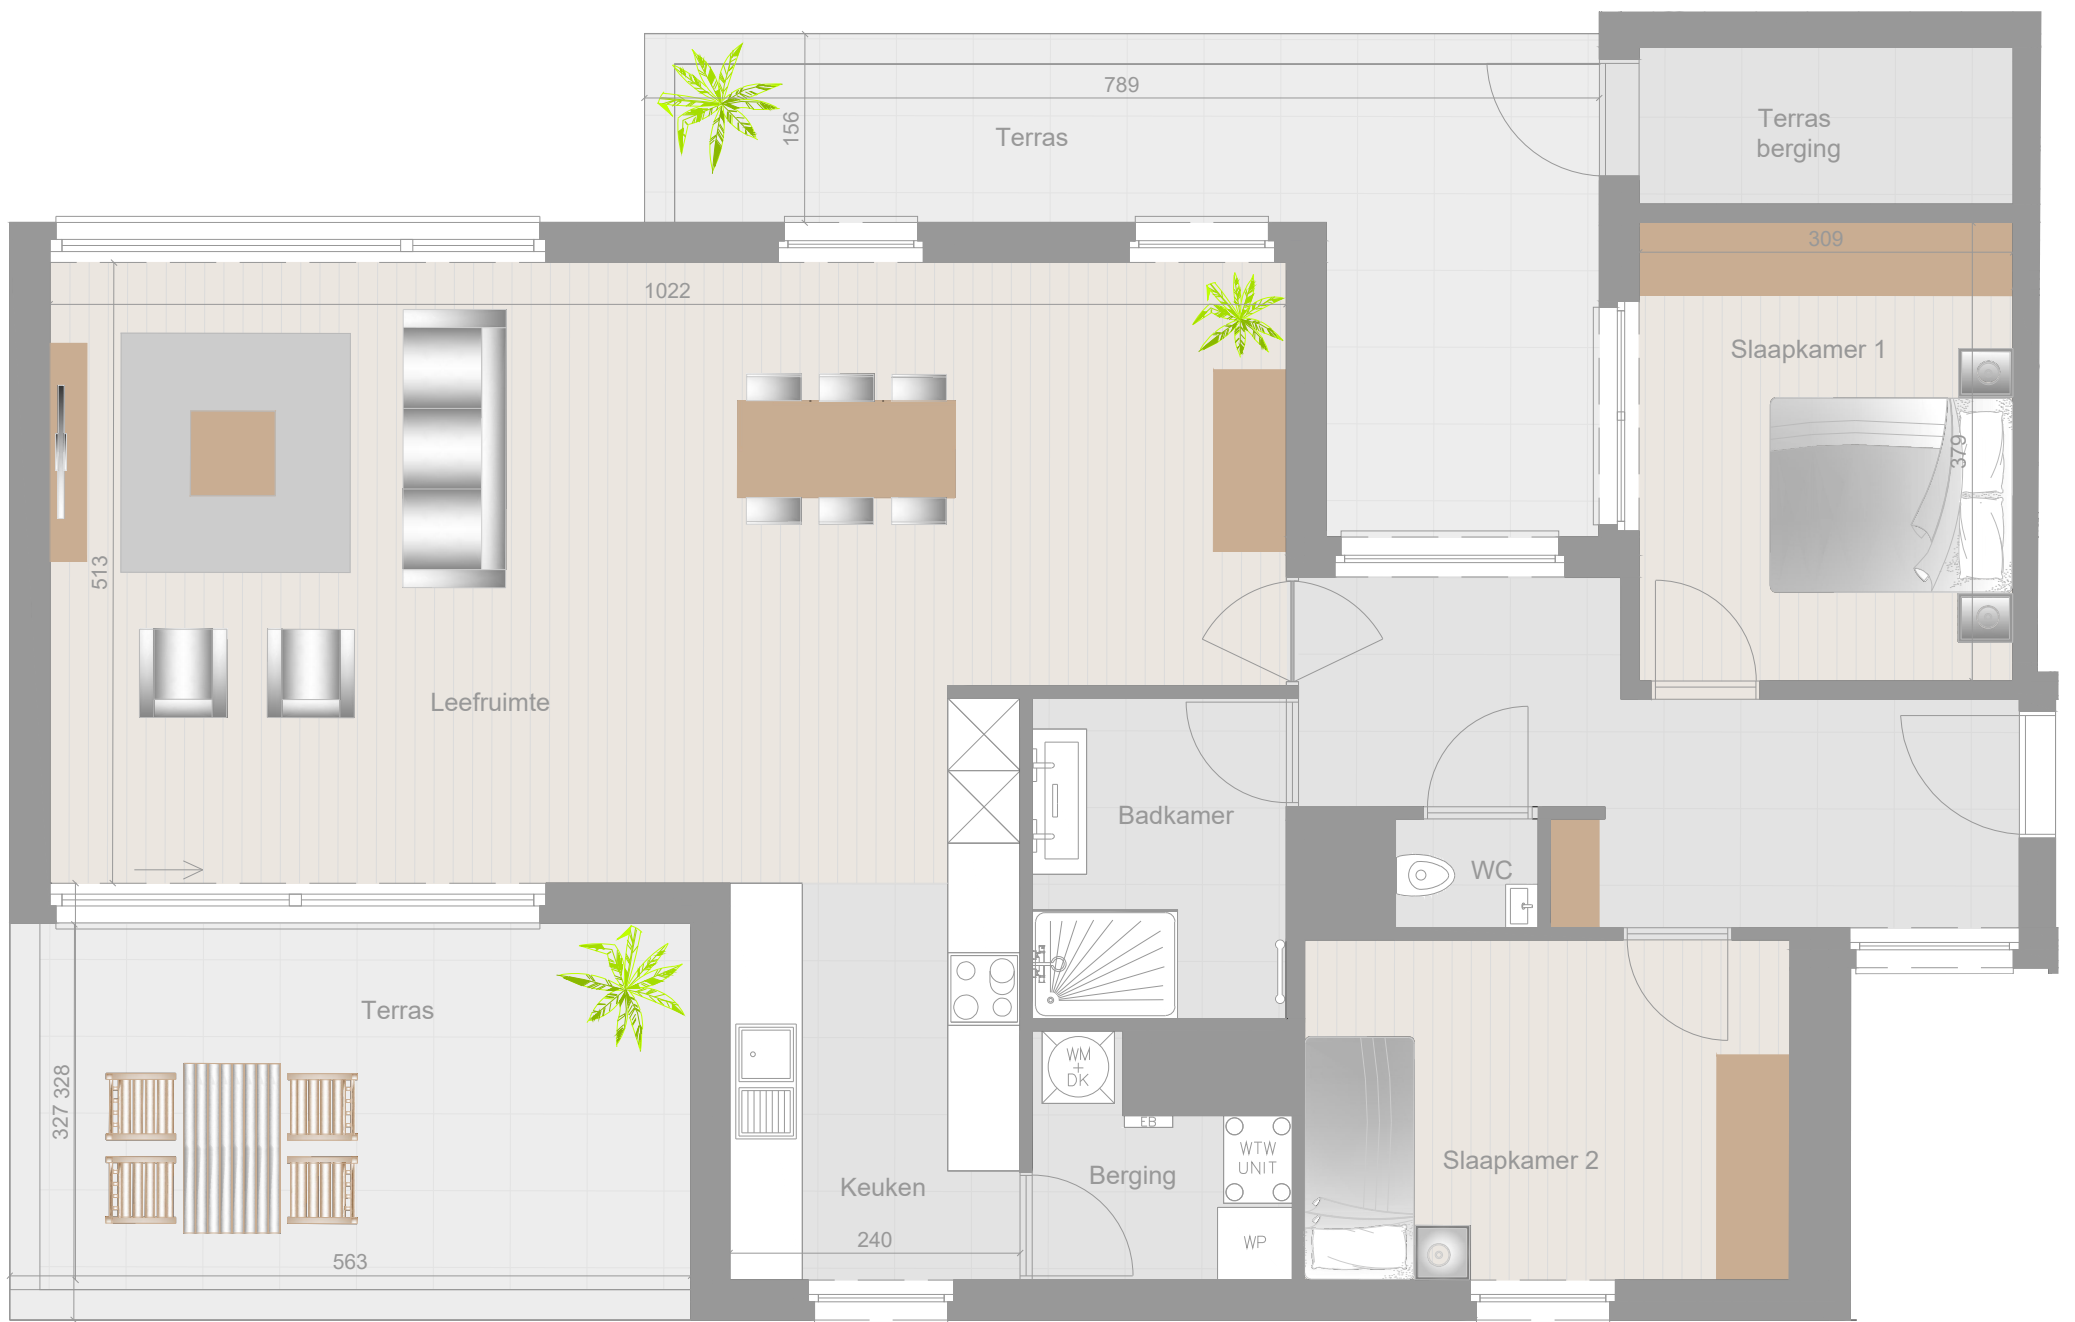 789
156
Terras
Terras
berging
309
1022
Slaapkamer 1
379
513
Leefruimte
Badkamer
WC
Terras
WM
+
DK
EB
327 328
WTW
UNIT
Slaapkamer 2
Berging
Keuken
240
WP
563